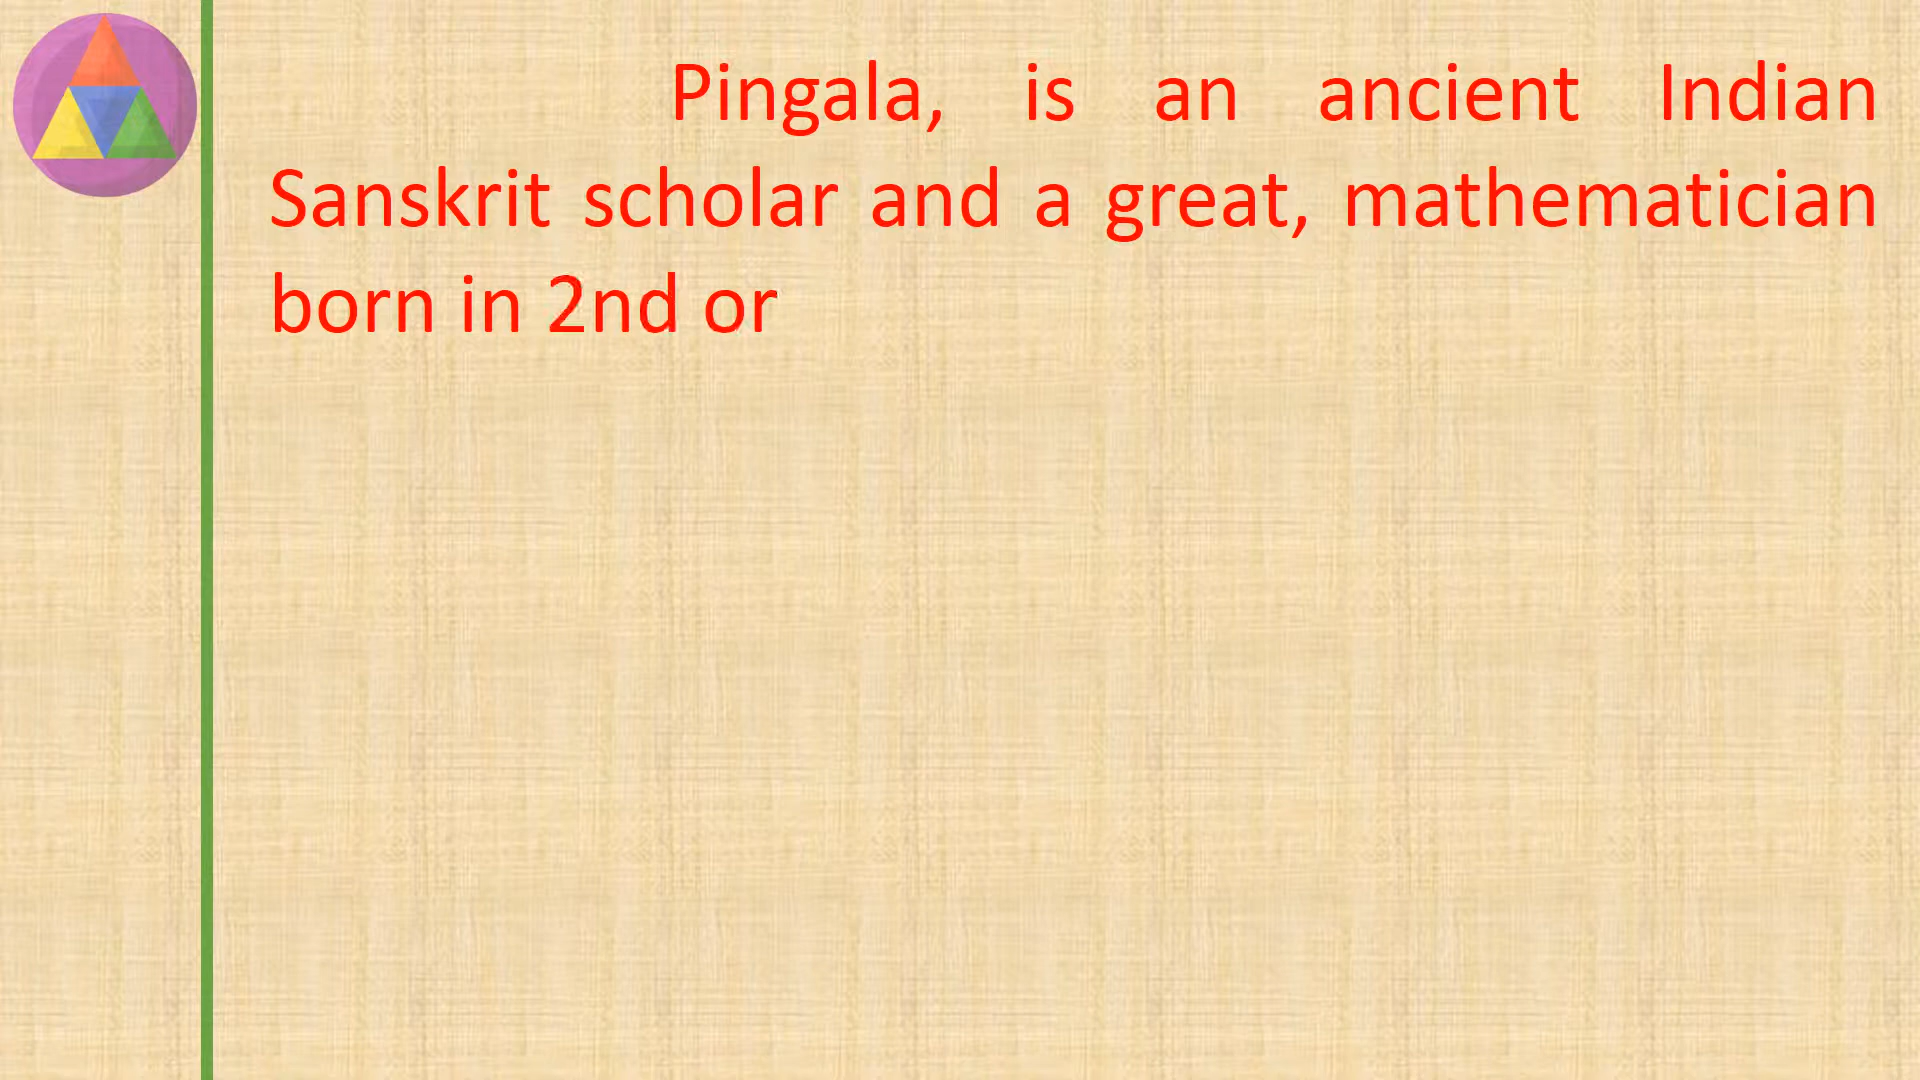 Pingala, is an ancient Indian
Sanskrit scholar and a great, mathematician
born in 2nd or